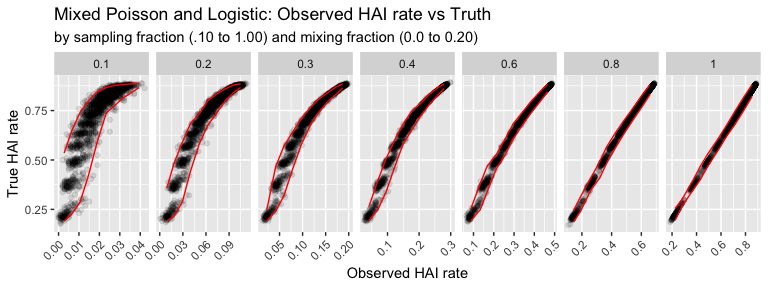 Mixed Poisson and Logistic: Observed HAI rate vs Truth
by sampling fraction (.10 to 1.00) and mixing fraction (0.0 to 0.20)
0.1 0.2 0.3 0.4 0.6 0.8 1
True HAI rate
0.75
0.50
0.25
0.00 0.01 0.02 0.03 0.04 0.00 0.03 0.06 0.09 0.05 0.10 0.15 0.20 0.1 0.2 0.3 0.1 0.2 0.3 0.4 0.5 0.2 0.4 0.6 0.2 0.4 0.6 0.8
Observed HAI rate